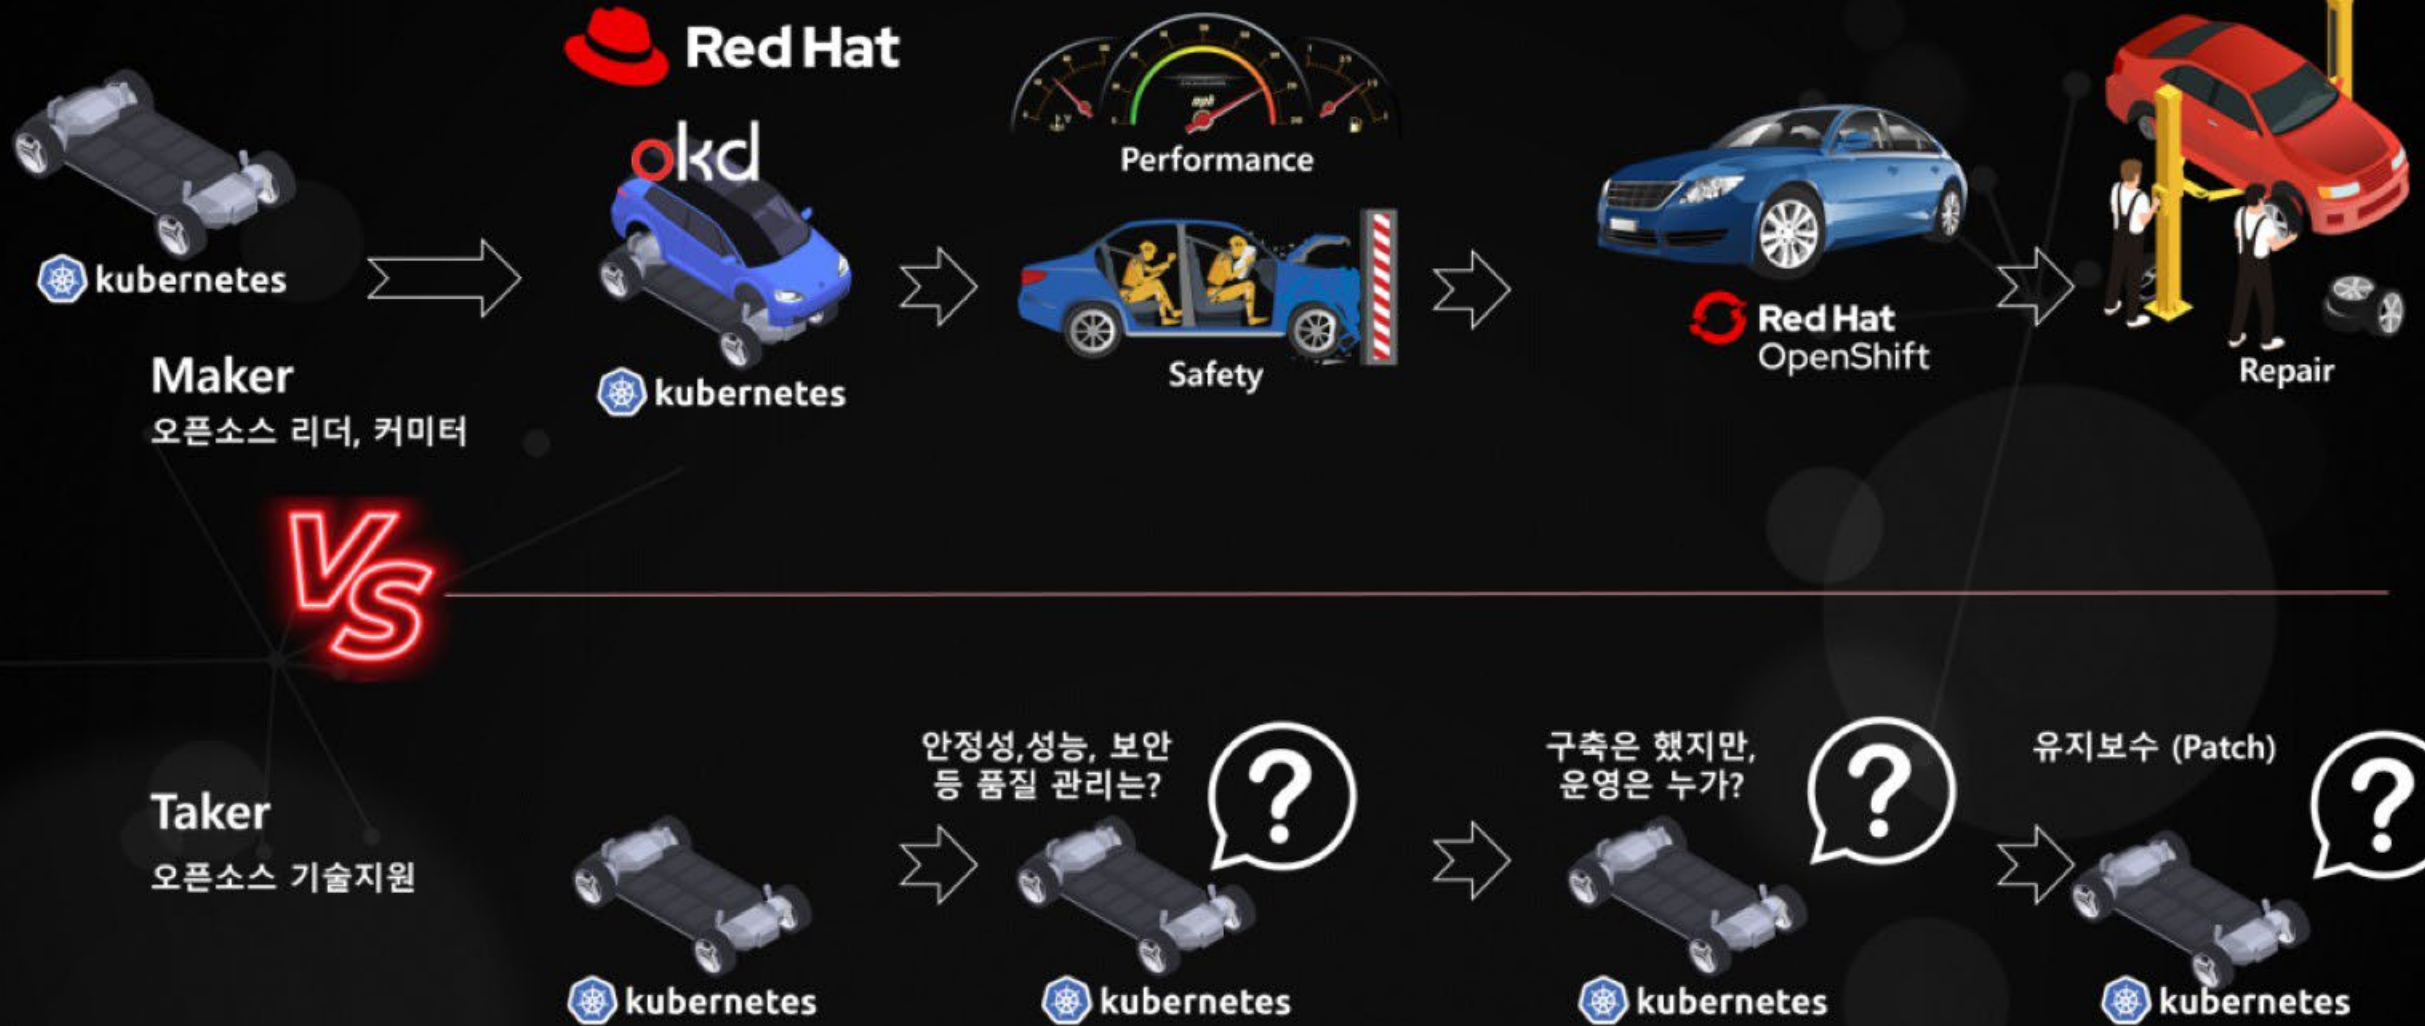 Red Hat
okd
kubernetes
kubernetes
mph
Performance
Safety
Red Hat
OpenShift
Repair
Maker
오픈소스 리더, 커미터
VS
Taker
오픈소스 기술지원
kubernetes
안정성,성능, 보안
등 품질 관리는?
?
kubernetes
구축은 했지만,
운영은 누가?
?
kubernetes
유지보수 (Patch)
?
kubernetes